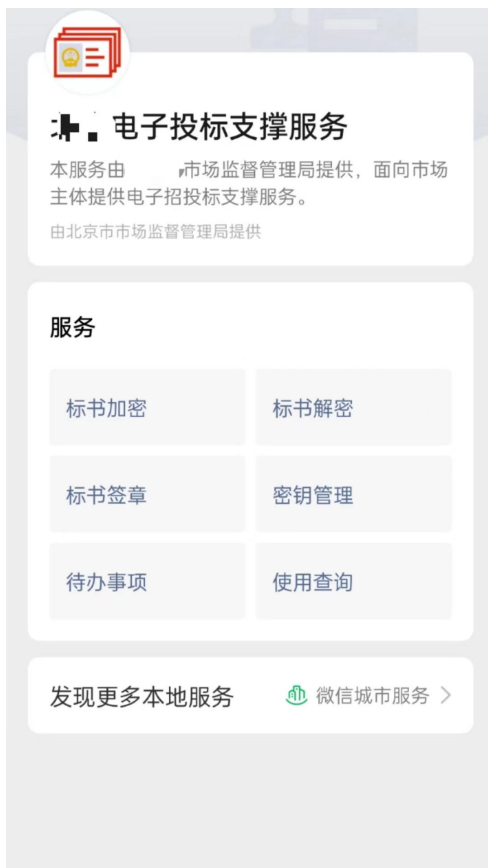 电子投标支撑服务
本服务由 市场监督管理局提供，面向市场
主体提供电子招投标支撑服务。
由北京市市场监督管理局提供
服务
标书加密
标书解密
标书签章
密钥管理
待办事项
使用查询
发现更多本地服务
微信城市服务